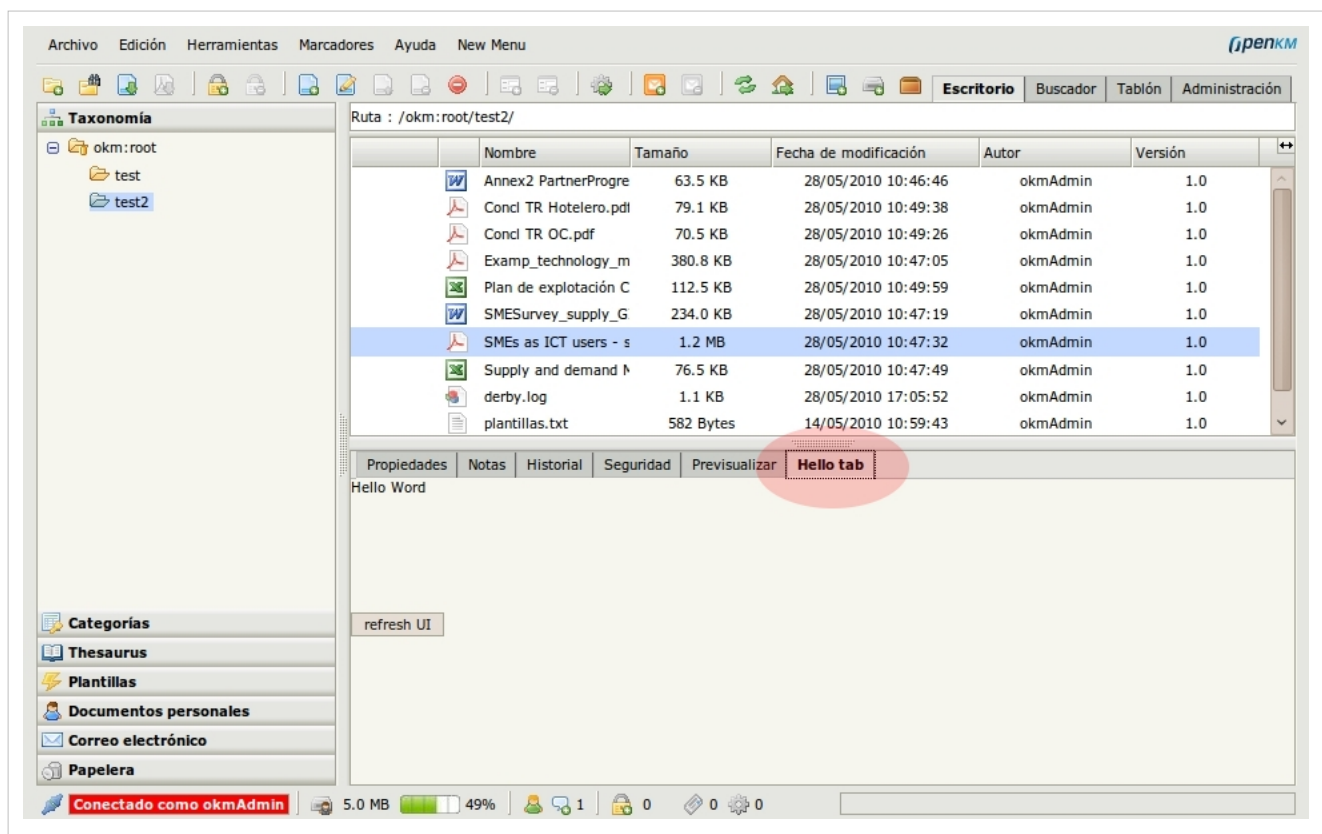 Archivo Edición Herramientas Marcadores Ayuda New Menu OpenKM
Escritorio Buscador Tablón Administración
Taxonomía
okm:root
test
test2
Categorías
Thesaurus
Plantillas
Documentos personales
Correo electrónico
Papelera
Ruta : /okm:root/test2/
Nombre Tamaño Fecha de modificación Autor Versión
Annex2 PartnerProgre 63.5 KB 28/05/2010 10:46:46 okmAdmin 1.0
Concl TR Hotelero.pdf 79.1 KB 28/05/2010 10:49:38 okmAdmin 1.0
Concl TR OC.pdf 70.5 KB 28/05/2010 10:49:26 okmAdmin 1.0
Examp_technology_m 380.8 KB 28/05/2010 10:47:05 okmAdmin 1.0
Plan de explotación C 112.5 KB 28/05/2010 10:49:59 okmAdmin 1.0
SMESurvey_supply_G 234.0 KB 28/05/2010 10:47:19 okmAdmin 1.0
SMEs as ICT users - s 1.2 MB 28/05/2010 10:47:32 okmAdmin 1.0
Supply and demand M 76.5 KB 28/05/2010 10:47:49 okmAdmin 1.0
derby.log 1.1 KB 28/05/2010 17:05:52 okmAdmin 1.0
plantillas.txt 582 Bytes 14/05/2010 10:59:43 okmAdmin 1.0
Propiedades Notas Historial Seguridad Previsualizar Hello tab
Hello Word
refresh UI
Conectado como okmAdmin 5.0 MB 49% 1 0 0 0